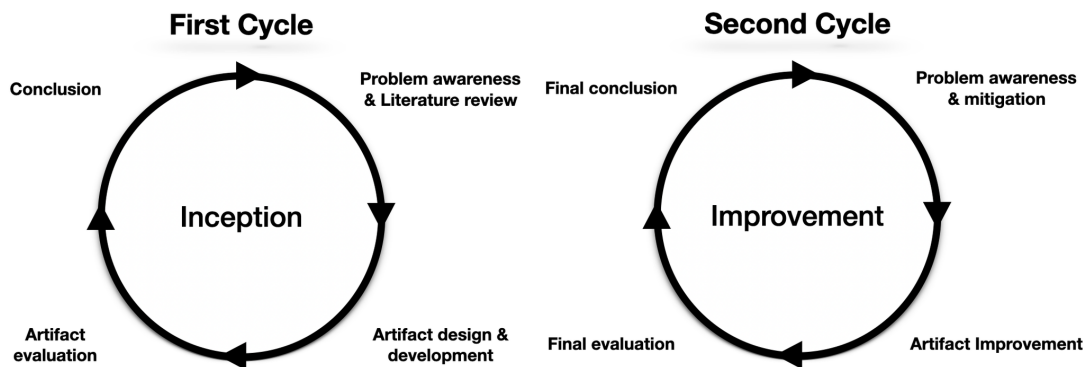 First Cycle
Conclusion
Problem awareness
& Literature review
Inception
Artifact
evaluation
Artifact design &
development
Second Cycle
Final conclusion
Problem awareness
& mitigation
Improvement
Final evaluation
Artifact Improvement